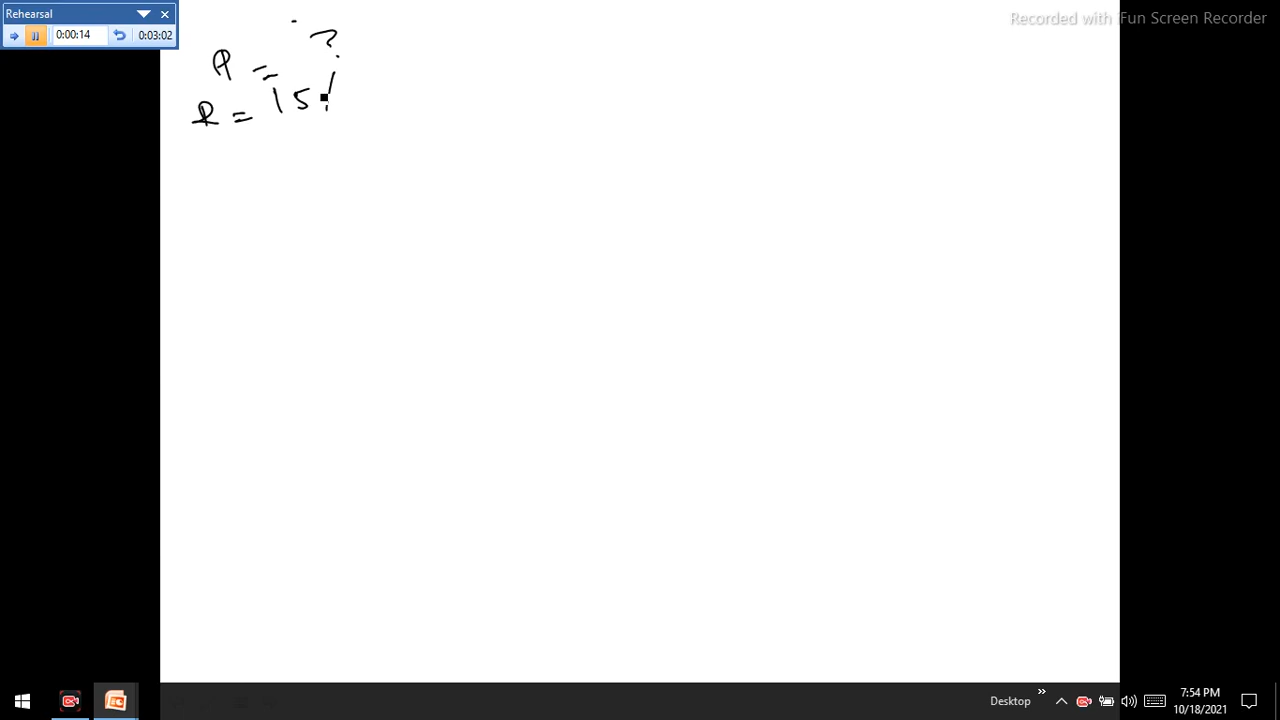 Rehearsal
0:00:14 0:03:02
Recorded with iFun Screen Recorder
P = ?
R = 15%
Desktop
7:54 PM
10/18/2021